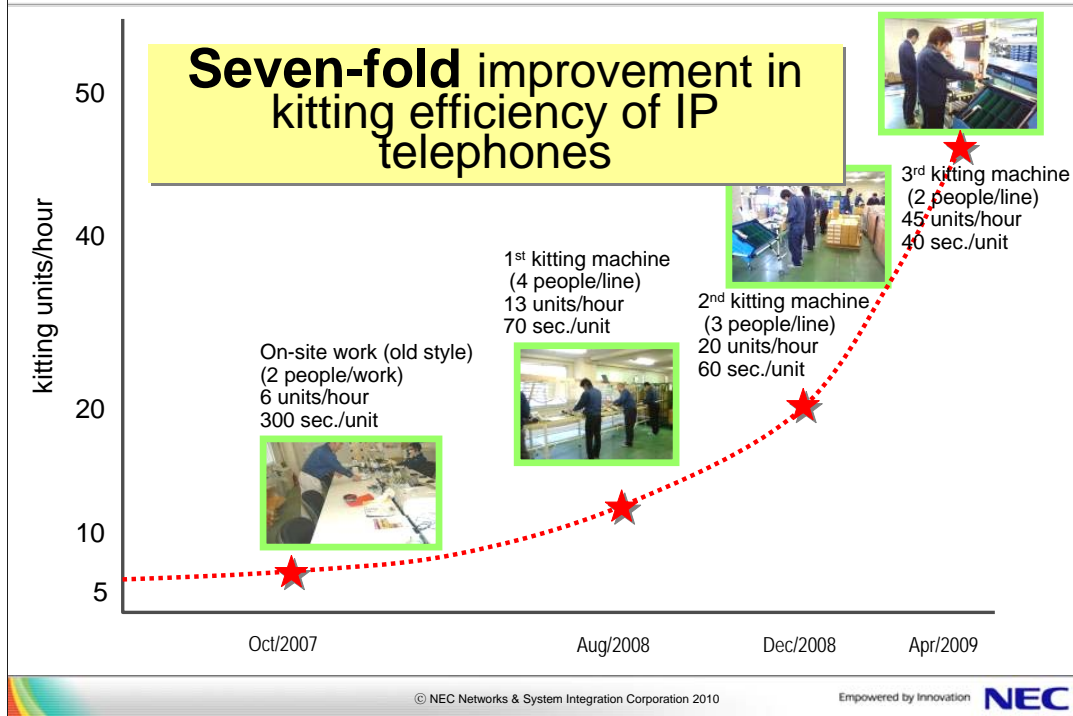 Seven-fold improvement in
kitting efficiency of IP
telephones
kitting units/hour
50
40
20
10
5
On-site work (old style)
(2 people/work)
6 units/hour
300 sec./unit
1st kitting machine
(4 people/line)
13 units/hour
70 sec./unit
2nd kitting machine
(3 people/line)
20 units/hour
60 sec./unit
3rd kitting machine
(2 people/line)
45 units/hour
40 sec./unit
Oct/2007
Aug/2008
Dec/2008
Apr/2009
© NEC Networks & System Integration Corporation 2010
Empowered by Innovation NEC